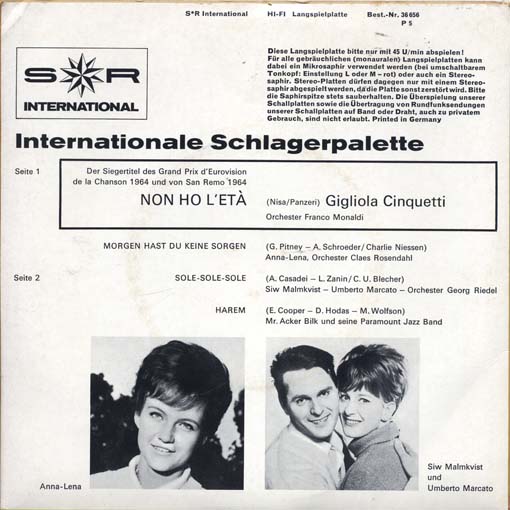 S*R International HI-FI Langspielplatte Best.-Nr. 36 656
P 5
S R
INTERNATIONAL
Diese Langspielplatte bitte nur mit 45 U/min abspielen!
Für alle gebräuchlichen (monauralen) Langspielplatten kann
dabei ein Mikrosaphir verwendet werden (bei umschaltbarem
Tonkopf: Einstellung L oder M – rot) oder auch ein Stereo-
saphir. Stereo-Platten dürfen dagegen nur mit einem Stereo-
saphir abgespielt werden, da die Platte sonst zerstört wird. Bitte
die Saphirspitze stets sauberhalten. Die Überspielung unserer
Schallplatten sowie die Übertragung von Rundfunksendungen
unserer Schallplatten auf Band oder Draht, auch zu privatem
Gebrauch, sind nicht erlaubt. Printed in Germany
Internationale Schlagerpalette
Seite 1 Der Siegertitel des Grand Prix d'Eurovision
de la Chanson 1964 und von San Remo 1964
NON HO L'ETÀ (Nisa/Panzeri) Gigliola Cinquetti
Orchester Franco Monaldi
MORGEN HAST DU KEINE SORGEN (G. Pitney – A. Schroeder/Charlie Niessen)
Anna-Lena, Orchester Claes Rosendahl
Seite 2 SOLE-SOLE-SOLE (A. Casadei – L. Zanin/C. U. Blecher)
Siw Malmkvist – Umberto Marcato – Orchester Georg Riedel
HAREM (E. Cooper – D. Hodas – M. Wolfson)
Mr. Acker Bilk und seine Paramount Jazz Band
Anna-Lena
Siw Malmkvist
und
Umberto Marcato